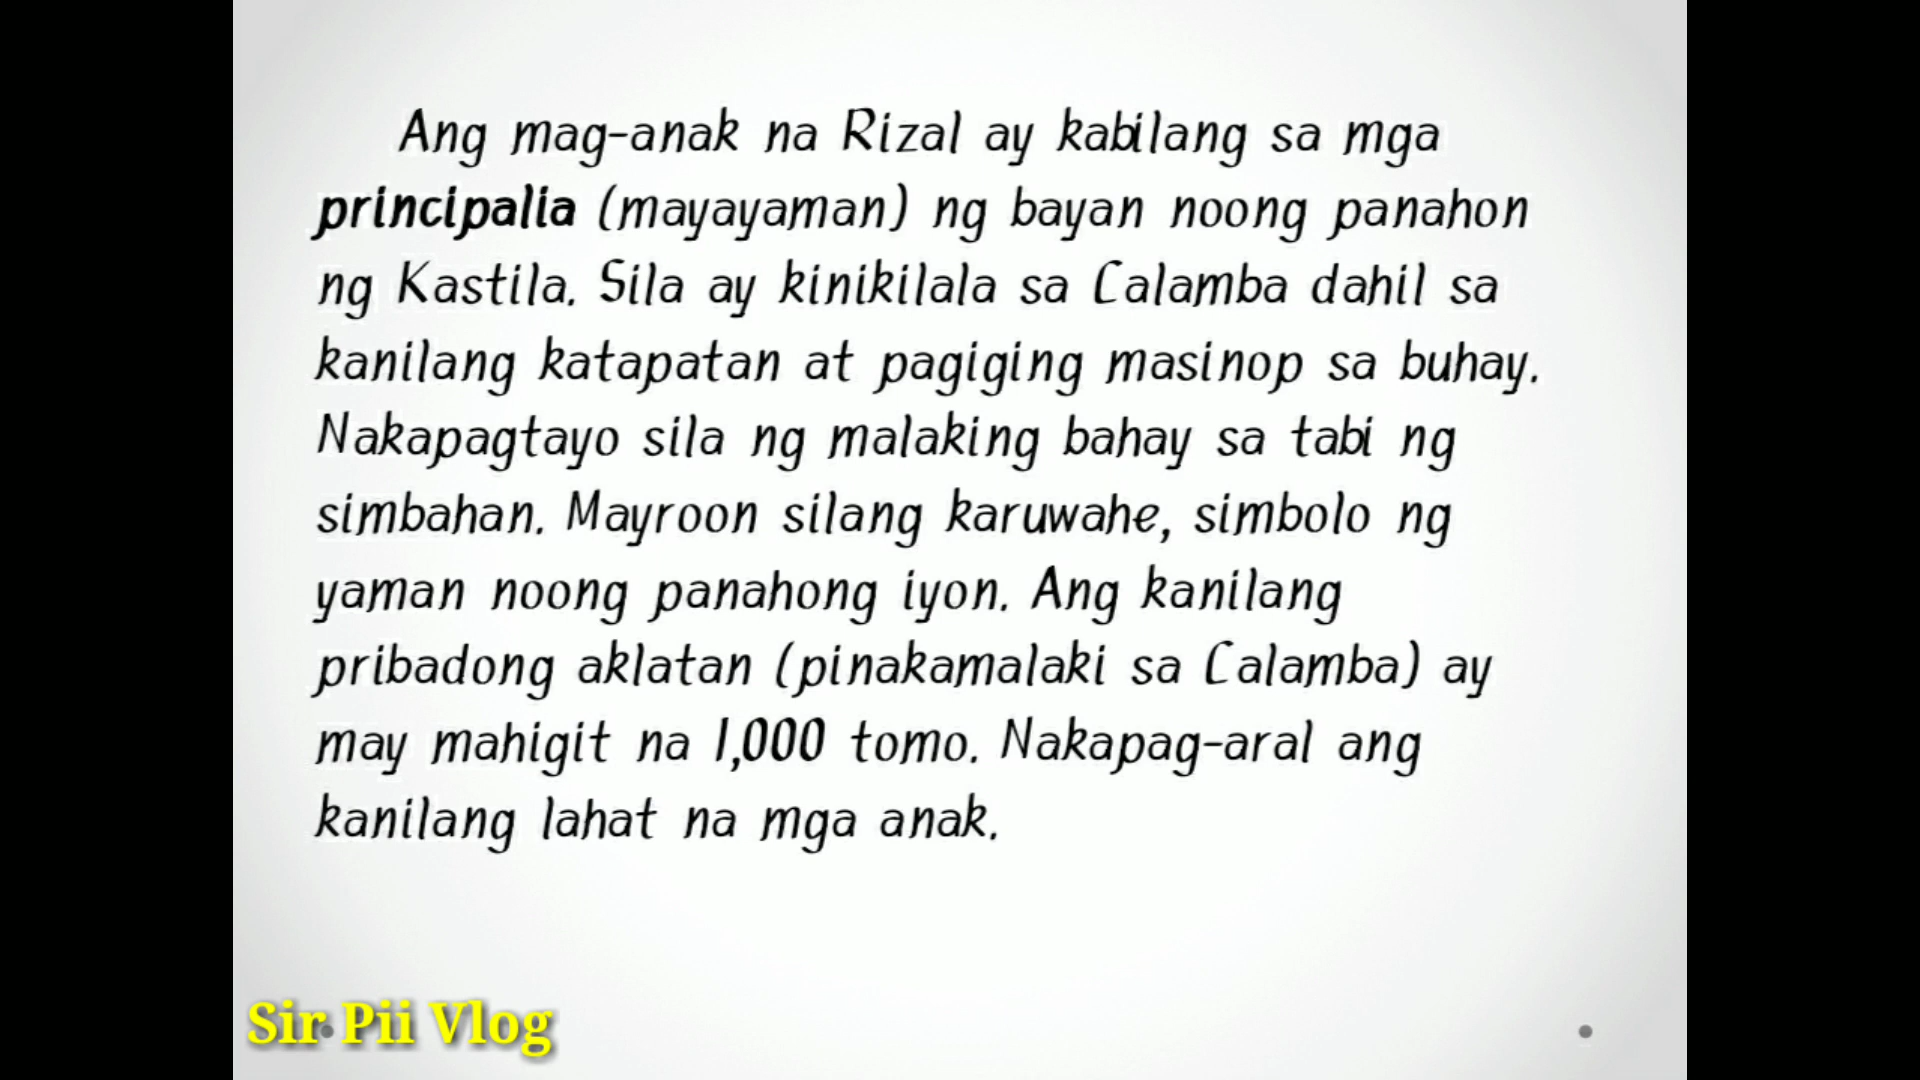 Ang mag-anak na Rizal ay kabilang sa mga
principalia (mayayaman) ng bayan noong panahon
ng Kastila. Sila ay kinikilala sa Calamba dahil sa
kanilang katapatan at pagiging masinop sa buhay.
Nakapagtayo sila ng malaking bahay sa tabi ng
simbahan. Mayroon silang karuwahe, simbolo ng
yaman noong panahong iyon. Ang kanilang
pribadong aklatan (pinakamalaki sa Calamba) ay
may mahigit na 1,000 tomo. Nakapag-aral ang
kanilang lahat na mga anak.
Sir Pii Vlog